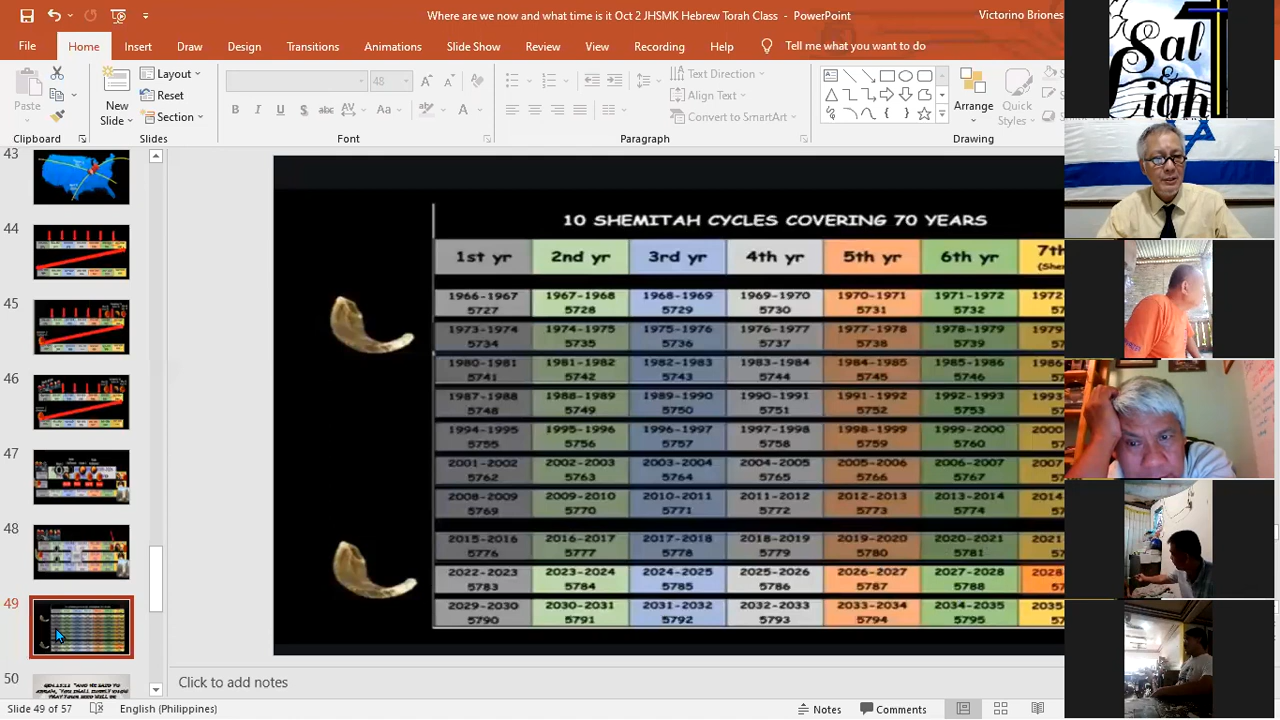 Where are we now and what time is it Oct 2 JHSMK Hebrew Torah Class - PowerPoint
Victorino Briones
File Home Insert Draw Design Transitions Animations Slide Show Review View Recording Help Tell me what you want to do
Paste
New Slide
Layout
Reset
Section
48
B I U S ab AV Aa A
Text Direction
Align Text
Convert to SmartArt
Arrange
Quick Styles
Clipboard Slides Font Paragraph Drawing
43
44
45
46
47
48
49
50
10 SHEMITAH CYCLES COVERING 70 YEARS
1st yr 2nd yr 3rd yr 4th yr 5th yr 6th yr 7th
1966-1967 1967-1968 1968-1969 1969-1970 1970-1971 1971-1972 1972
5727 5728 5729 5730 5731 5732
1974-1975 1975-1976 1976-1977 1977-1978 1978-1979 1979-
5734 5735 5736 5737 5738 5739
1980-1981 1981-1982 1982-1983 1983-1984 1984-1985 1985-1986
5741 5742 5743 5744 5745 5746
1987-1988 1988-1989 1989-1990 1990-1991 1991-1992 1992-1993
5748 5749 5750 5751 5752 5753
1994-1995 1995-1996 1996-1997 1997-1998 1998-1999 1999-2000
5755 5756 5757 5758 5759 5760
2001-2002 2002-2003 2003-2004 2004-2005 2005-2006 2006-2007
5762 5763 5764 5765 5766 5767
2008-2009 2009-2010 2010-2011 2011-2012 2012-2013 2013-2014 2014-
5769 5770 5771 5772 5773 5774
2016-2017 2017-2018 2018-2019 2019-2020 2020-2021 2021
5777 5778 5779 5780 5781
2022-2023 2023-2024 2024-2025 2025-2026 2026-2027 2027-2028 2028-
5783 5784 5785 5786 5787 5788
2029-2030 2030-2031 2031-2032 2032-2033 2033-2034 2034-2035 2035-
5791 5792 5793 5794 5795
Click to add notes
Slide 49 of 57 English (Philippines) Notes Comments
Sal
&
Ligh